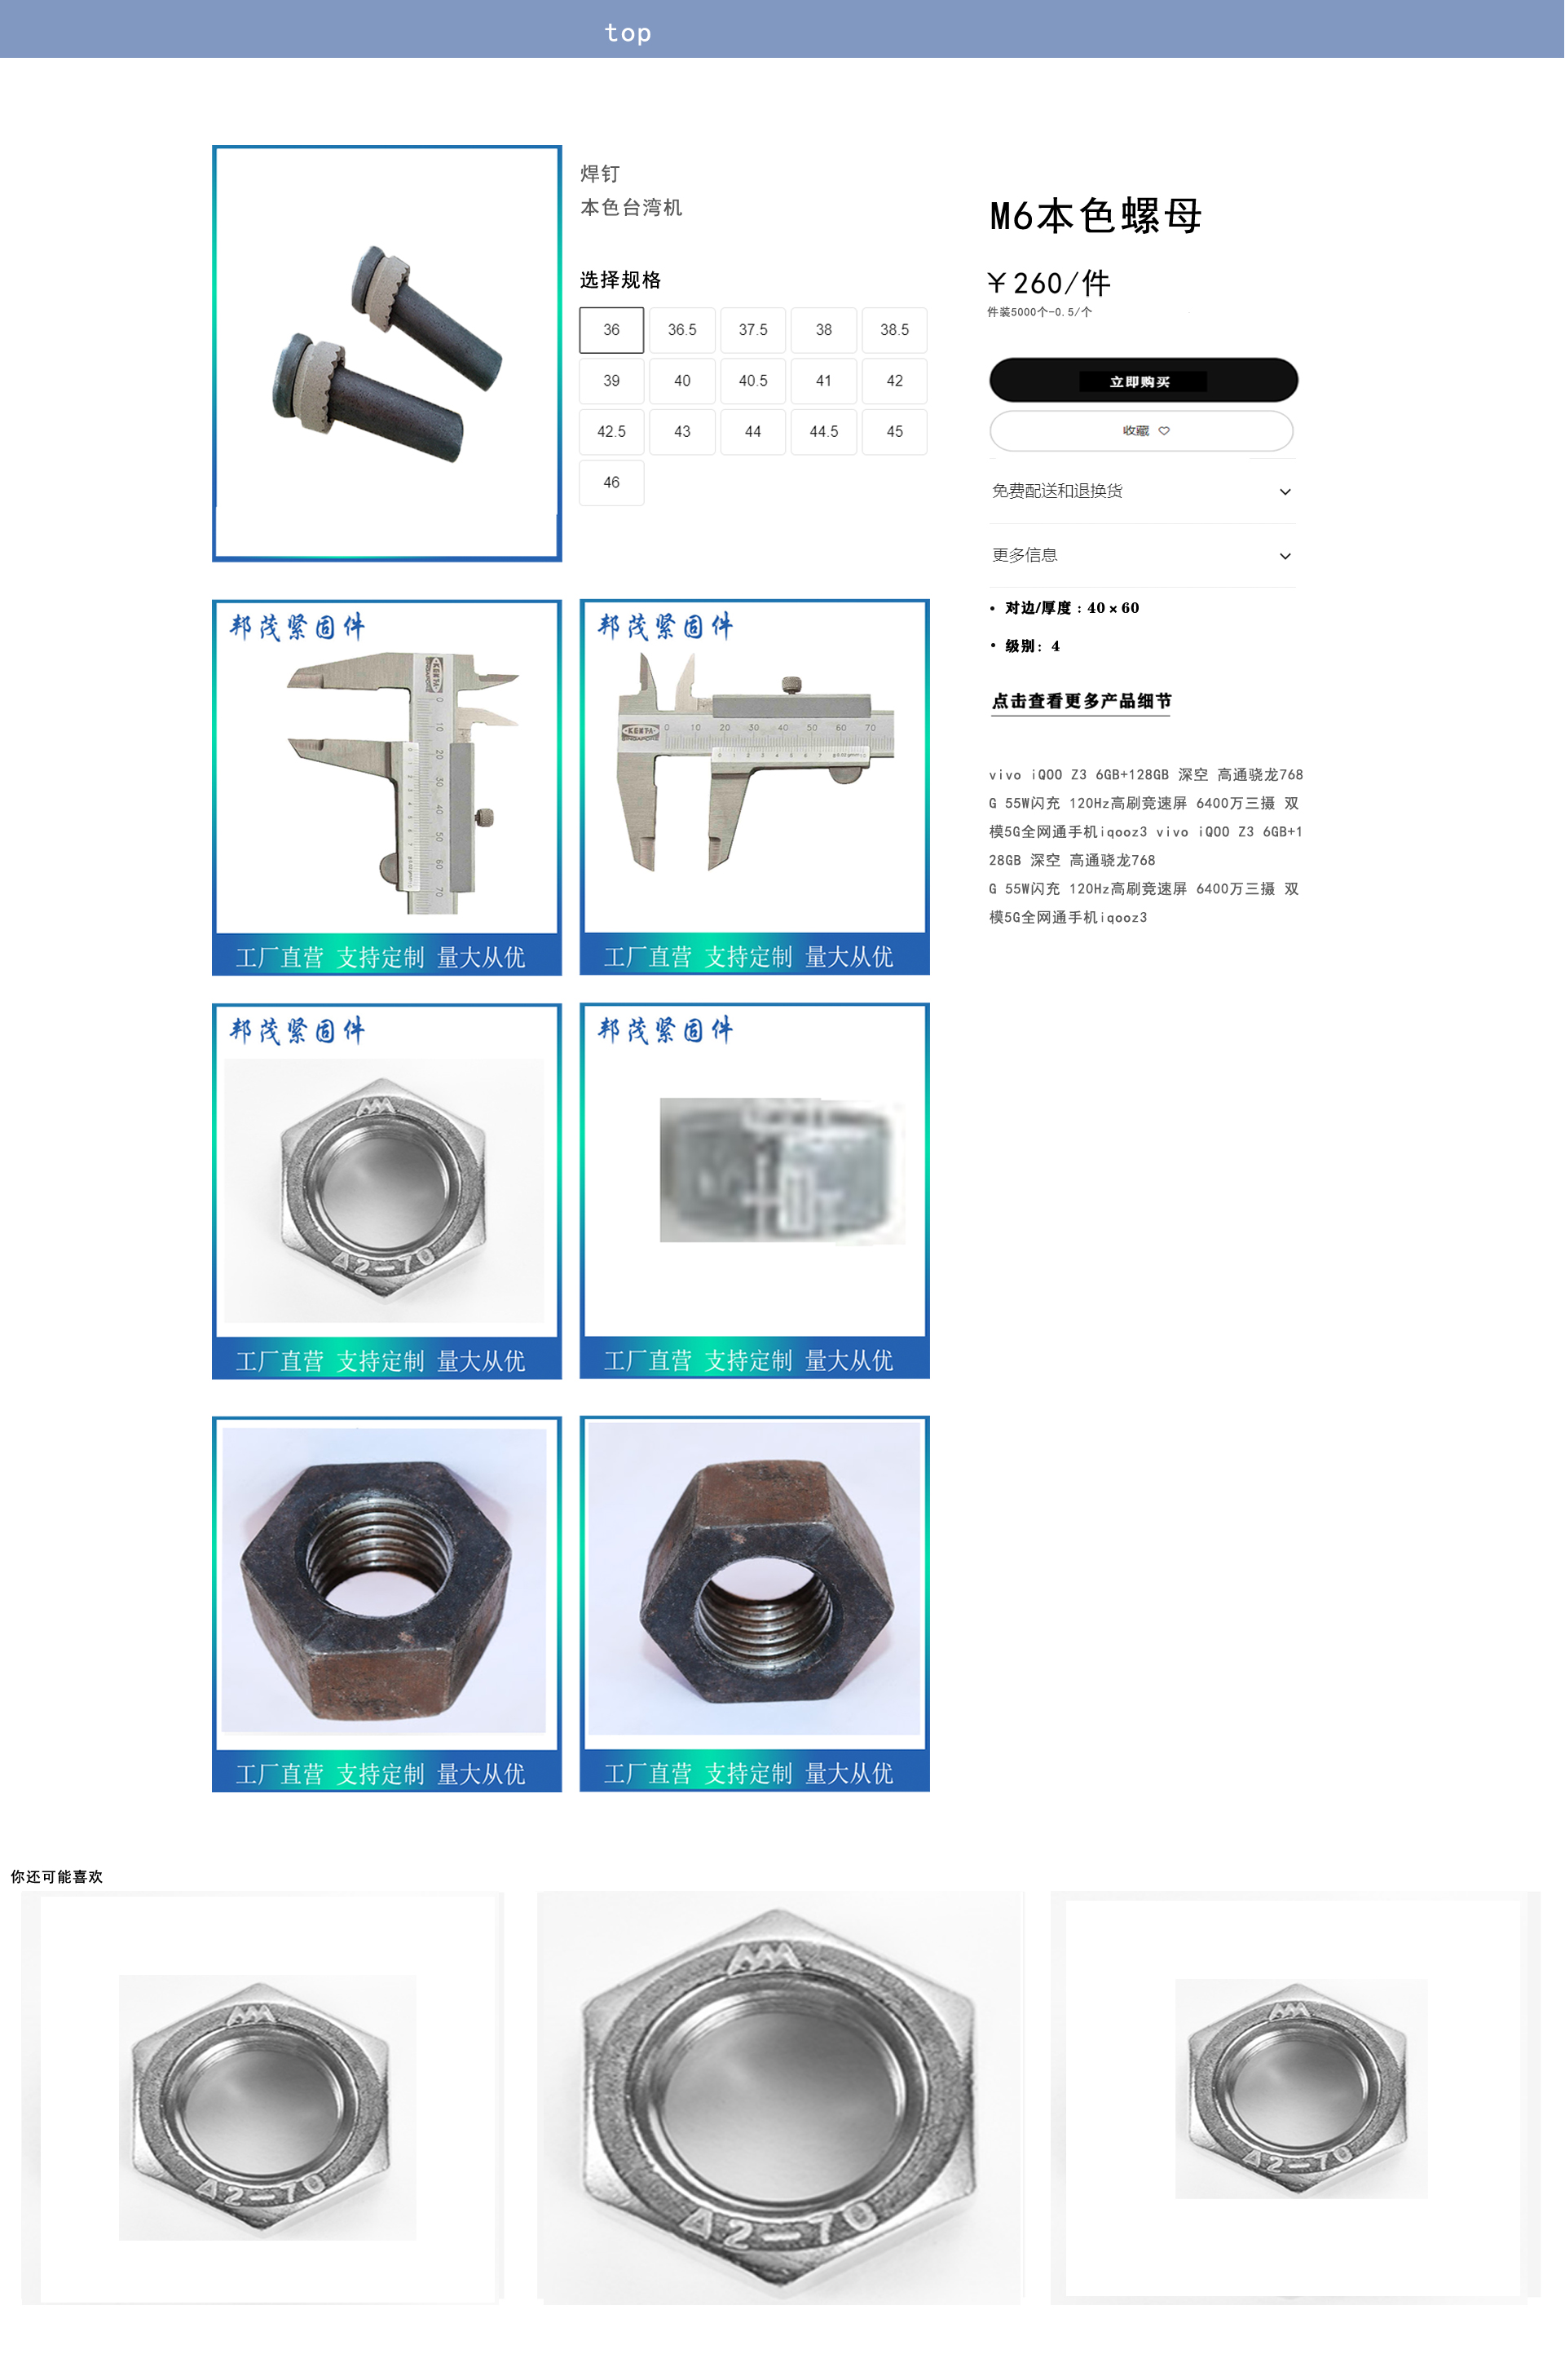 top
焊钉
本色台湾机
选择规格
36 36.5 37.5 38 38.5
39 40 40.5 41 42
42.5 43 44 44.5 45
46
M6本色螺母
￥260/件
件装5000个-0.5/个
立即购买
收藏
免费配送和退换货
更多信息
• 对边/厚度：40×60
• 级别：4
点击查看更多产品细节
vivo iQOO Z3 6GB+128GB 深空 高通骁龙768
G 55W闪充 120Hz高刷竞速屏 6400万三摄 双
模5G全网通手机iqooz3 vivo iQOO Z3 6GB+1
28GB 深空 高通骁龙768
G 55W闪充 120Hz高刷竞速屏 6400万三摄 双
模5G全网通手机iqooz3
邦茂紧固件
KENTA
0 10 20 30 40 50 60 70
工厂直营 支持定制 量大从优
邦茂紧固件
KENTA
SINGAPORE
0 10 20 30 40 50 60 70
工厂直营 支持定制 量大从优
邦茂紧固件
A2-70
工厂直营 支持定制 量大从优
邦茂紧固件
工厂直营 支持定制 量大从优
工厂直营 支持定制 量大从优
工厂直营 支持定制 量大从优
你还可能喜欢
A2-70
A2-70
A2-70